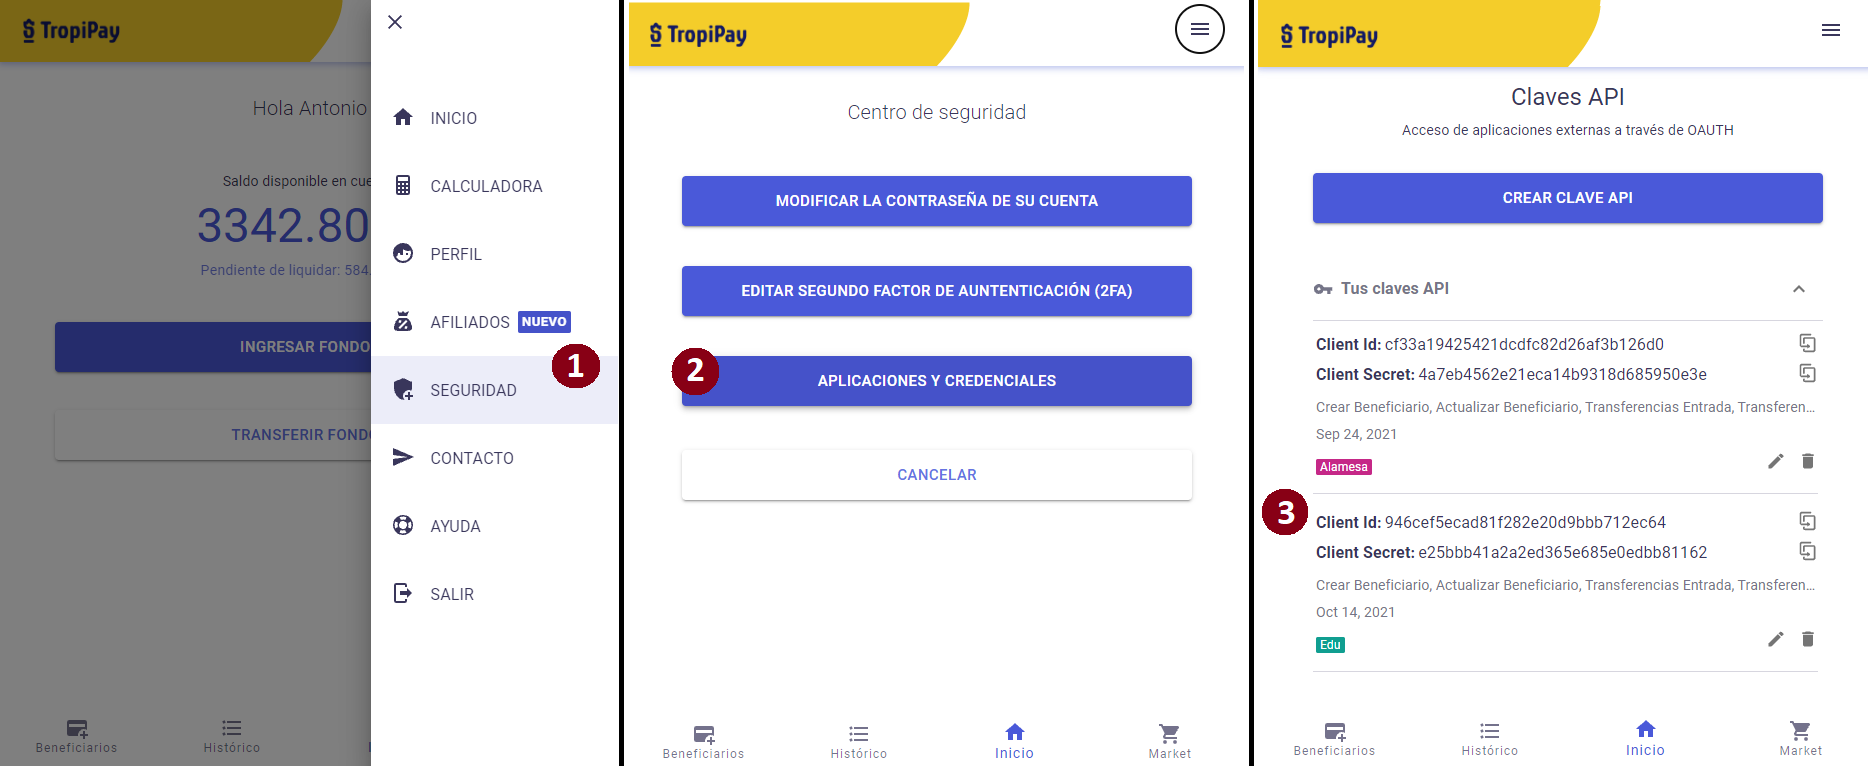 TropiPay
Hola Antonio
Saldo disponible en cue
3342.80
Pendiente de liquidar: 584.
INGRESAR FONDO
TRANSFERIR FONDO
Beneficiarios
Histórico
INICIO
CALCULADORA
PERFIL
AFILIADOS NUEVO
1
SEGURIDAD
CONTACTO
AYUDA
SALIR
TropiPay
Centro de seguridad
MODIFICAR LA CONTRASEÑA DE SU CUENTA
EDITAR SEGUNDO FACTOR DE AUNTENTICACIÓN (2FA)
2
APLICACIONES Y CREDENCIALES
CANCELAR
Beneficiarios
Histórico
Inicio
Market
TropiPay
Claves API
Acceso de aplicaciones externas a través de OAUTH
CREAR CLAVE API
Tus claves API
Client Id: cf33a19425421dcdfc82d26af3b126d0
Client Secret: 4a7eb4562e21eca14b9318d685950e3e
Crear Beneficiario, Actualizar Beneficiario, Transferencias Entrada, Transferen...
Sep 24, 2021
Alamesa
3
Client Id: 946cef5ecad81f282e20d9bbb712ec64
Client Secret: e25bbb41a2a2ed365e685e0edbb81162
Crear Beneficiario, Actualizar Beneficiario, Transferencias Entrada, Transferen...
Oct 14, 2021
Edu
Beneficiarios
Histórico
Inicio
Market